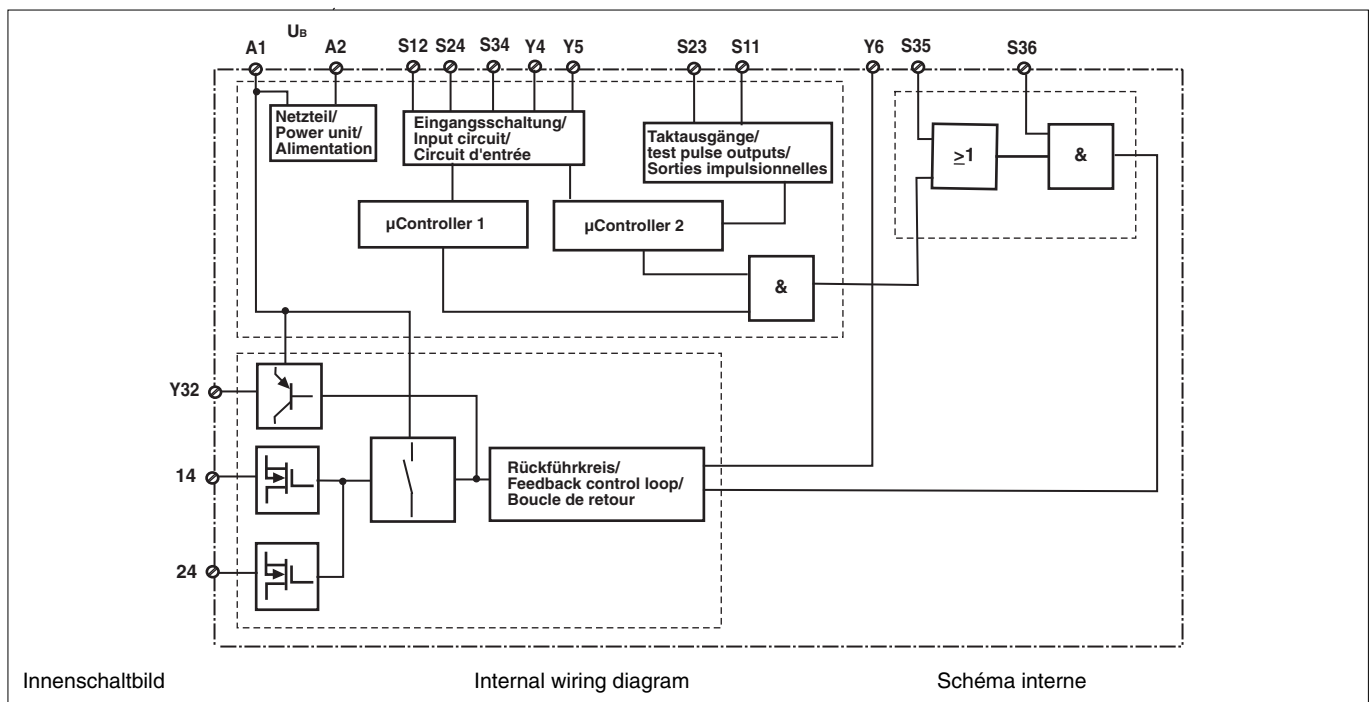 UB
A1 A2 S12 S24 S34 Y4 Y5 S23 S11 Y6 S35 S36
Netzteil/
Power unit/
Alimentation
Eingangsschaltung/
Input circuit/
Circuit d'entrée
Taktausgänge/
test pulse outputs/
Sorties impulsionnelles
≥1
&
µController 1
µController 2
&
Y32
14
24
Rückführkreis/
Feedback control loop/
Boucle de retour
Innenschaltbild
Internal wiring diagram
Schéma interne